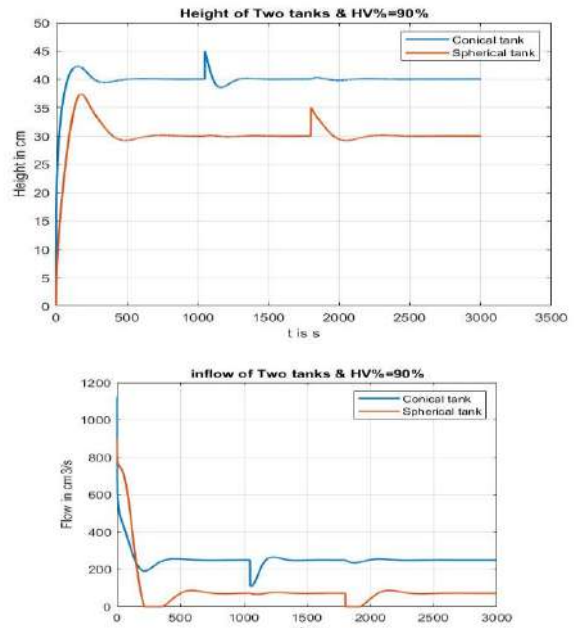 Height of Two tanks & HV%=90%
Conical tank
Spherical tank
Height in cm
50
45
40
35
30
25
20
15
10
5
0
0 500 1000 1500 2000 2500 3000 3500
t is s
inflow of Two tanks & HV%=90%
Conical tank
Spherical tank
Flow in cm3/s
1200
1000
800
600
400
200
0
0 500 1000 1500 2000 2500 3000